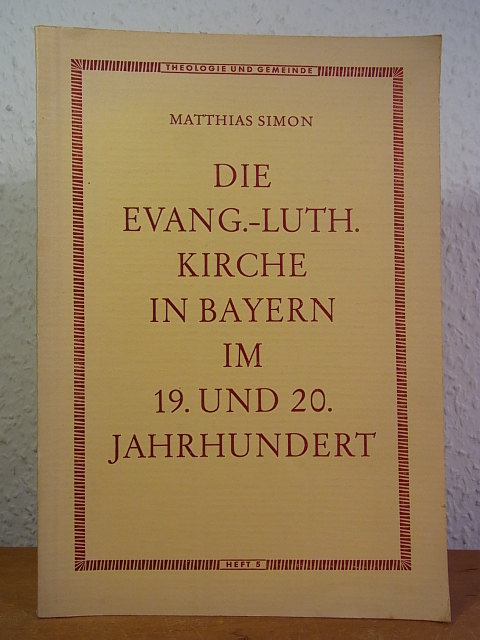 THEOLOGIE UND GEMEINDE
MATTHIAS SIMON
DIE
EVANG.-LUTH.
KIRCHE
IN BAYERN
IM
19. UND 20.
JAHRHUNDERT
HEFT 5